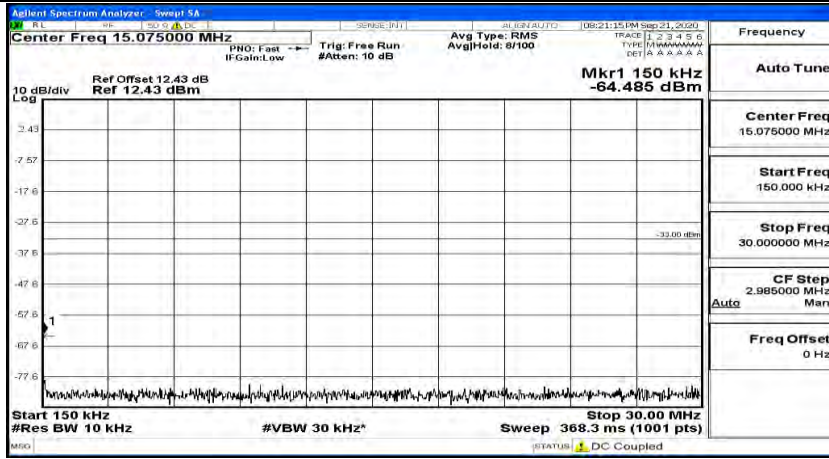 Agilent Spectrum Analyzer - Swept SA
RL RF 50 Ω DC SENSE:INT ALIGN AUTO 08:21:15 PM Sep 21, 2020
Center Freq 15.075000 MHz
PNO: Fast Trig: Free Run
IFGain:Low #Atten: 10 dB
Avg Type: RMS
Avg|Hold: 8/100
TRACE 1 2 3 4 5 6
TYPE M WWWWW
DET A A A A A A
Ref Offset 12.43 dB
10 dB/div Ref 12.43 dBm
Log
Mkr1 150 kHz
-64.485 dBm
2.43
-7.57
-17.6
-27.6
-33.00 dBm
-37.6
-47.6
-57.6
1
-67.6
-77.6
Start 150 kHz Stop 30.00 MHz
#Res BW 10 kHz #VBW 30 kHz* Sweep 368.3 ms (1001 pts)
MSG STATUS DC Coupled
Frequency
Auto Tune
Center Freq
15.075000 MHz
Start Freq
150.000 kHz
Stop Freq
30.000000 MHz
CF Step
2.985000 MHz
Auto Man
Freq Offset
0 Hz